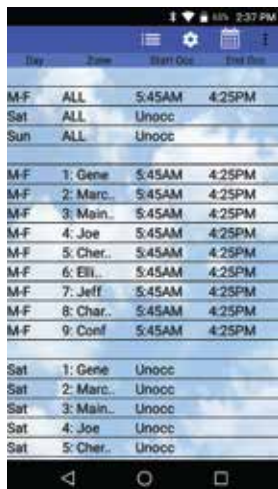 2:37 PM
Day Zone Start Occ End Occ
M-F ALL 5:45AM 4:25PM
Sat ALL Unocc
Sun ALL Unocc
M-F 1: Gene 5:45AM 4:25PM
M-F 2: Marc... 5:45AM 4:25PM
M-F 3: Main... 5:45AM 4:25PM
M-F 4: Joe 5:45AM 4:25PM
M-F 5: Cher... 5:45AM 4:25PM
M-F 6: Elli... 5:45AM 4:25PM
M-F 7: Jeff 5:45AM 4:25PM
M-F 8: Char... 5:45AM 4:25PM
M-F 9: Conf 5:45AM 4:25PM
Sat 1: Gene Unocc
Sat 2: Marc... Unocc
Sat 3: Main... Unocc
Sat 4: Joe Unocc
Sat 5: Cher... Unocc